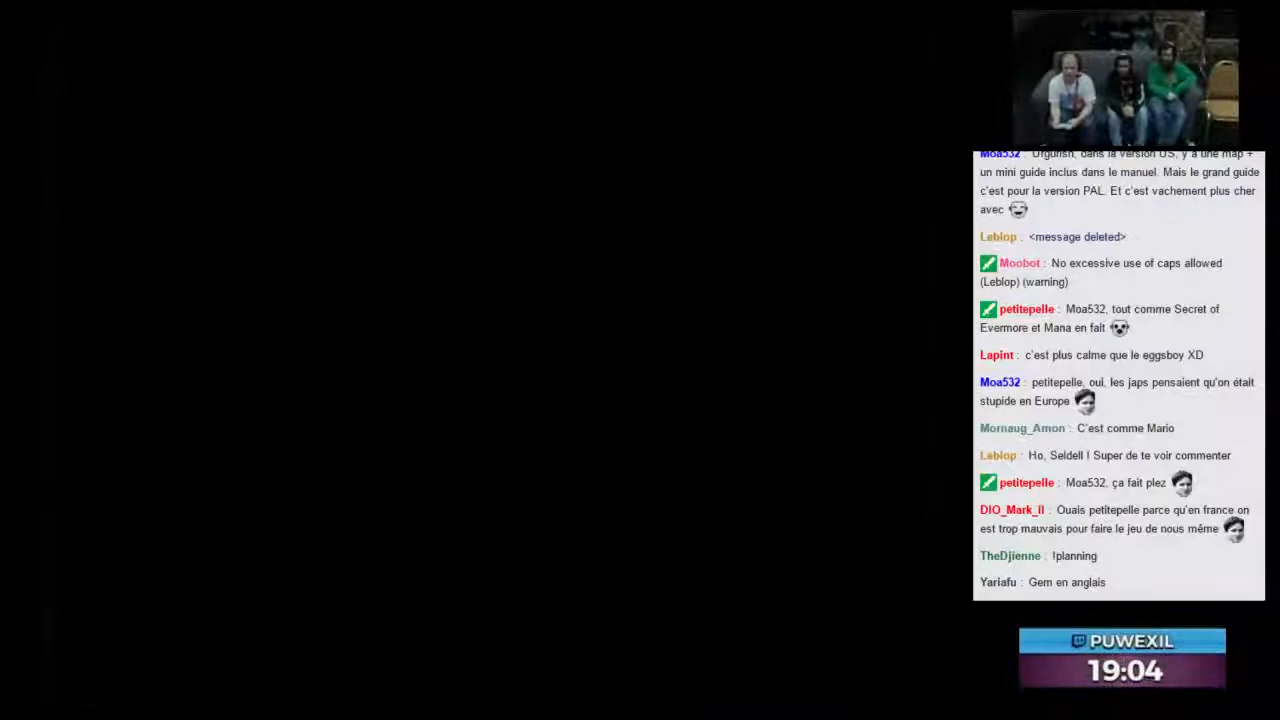 Moa532 : Urgurish, dans la version US, y a une map +
un mini guide inclus dans le manuel. Mais le grand guide
c'est pour la version PAL. Et c'est vachement plus cher
avec
Leblop : <message deleted>
Moobot : No excessive use of caps allowed
(Leblop) (warning)
petitepelle : Moa532, tout comme Secret of
Evermore et Mana en fait
Lapint : c'est plus calme que le eggsboy XD
Moa532 : petitepelle, oui, les japs pensaient qu'on était
stupide en Europe
Mornaug_Amon : C'est comme Mario
Leblop : Ho, Seldell ! Super de te voir commenter
petitepelle : Moa532, ça fait plez
DIO_Mark_II : Ouais petitepelle parce qu'en france on
est trop mauvais pour faire le jeu de nous même
TheDjienne : !planning
Yariafu : Gem en anglais
PUWEXIL
19:04